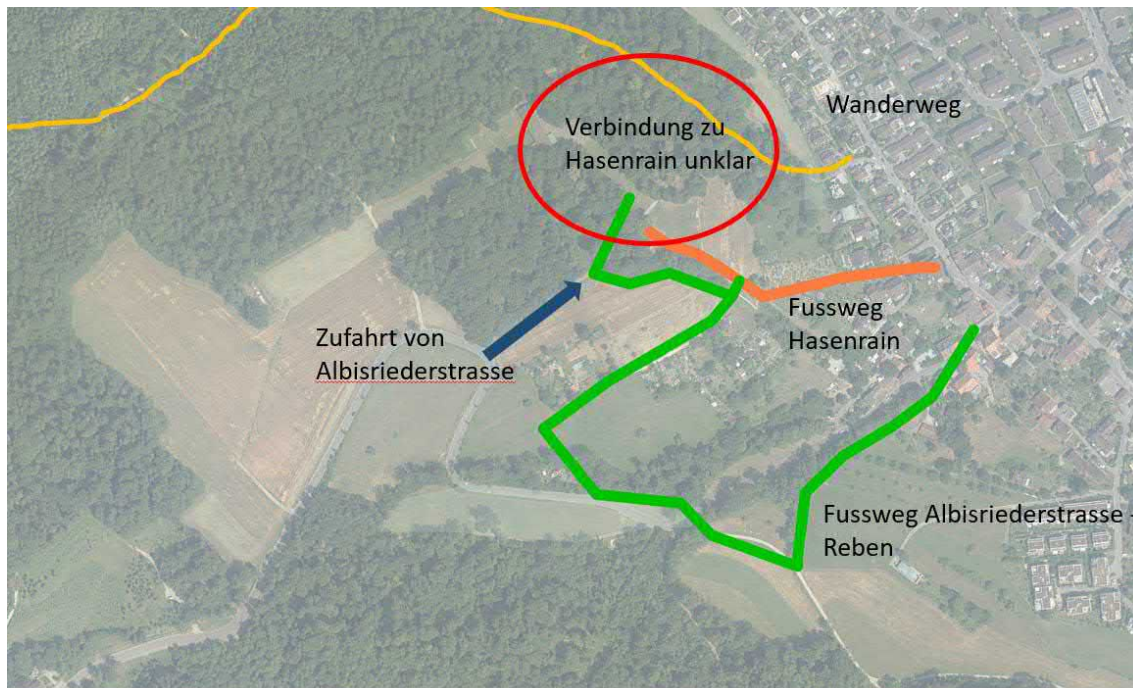 Wanderweg
Verbindung zu
Hasenrain unklar
Fussweg
Hasenrain
Zufahrt von
Albisriederstrasse
Fussweg Albisriederstrasse -
Reben